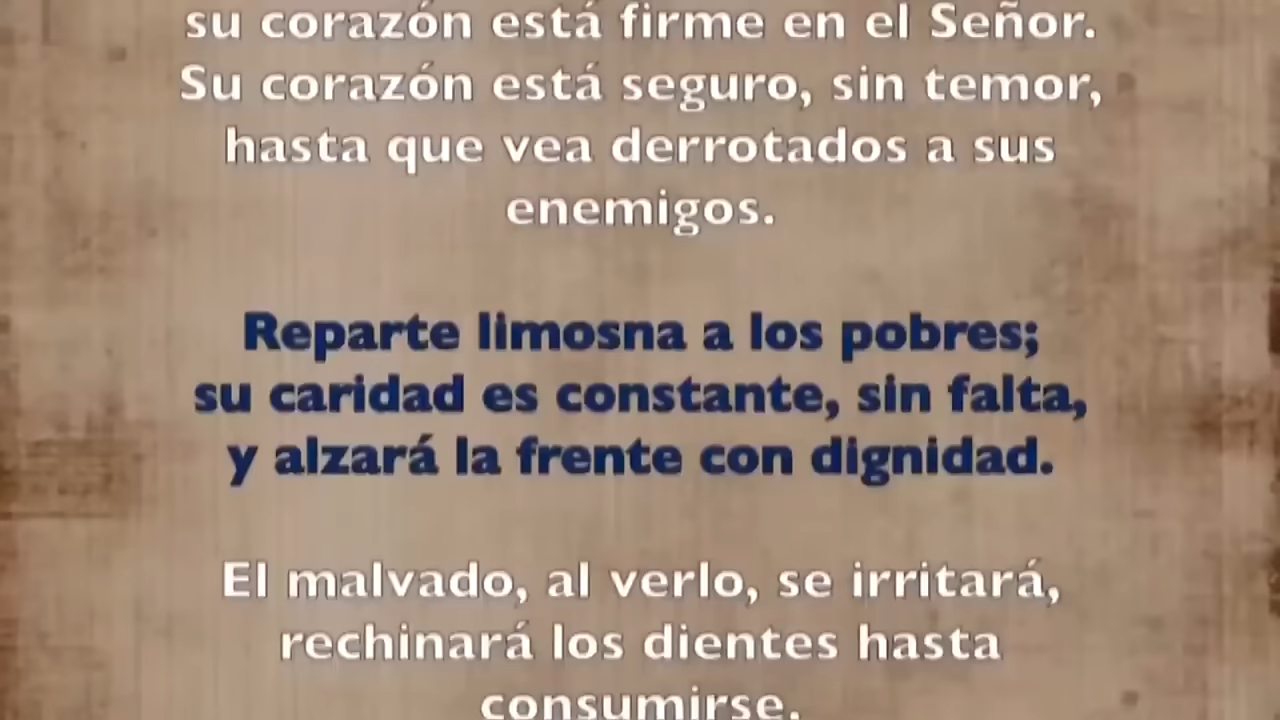 su corazón está firme en el Señor.
Su corazón está seguro, sin temor,
hasta que vea derrotados a sus
enemigos.
Reparte limosna a los pobres;
su caridad es constante, sin falta,
y alzará la frente con dignidad.
El malvado, al verlo, se irritará,
rechinará los dientes hasta
consumirse.